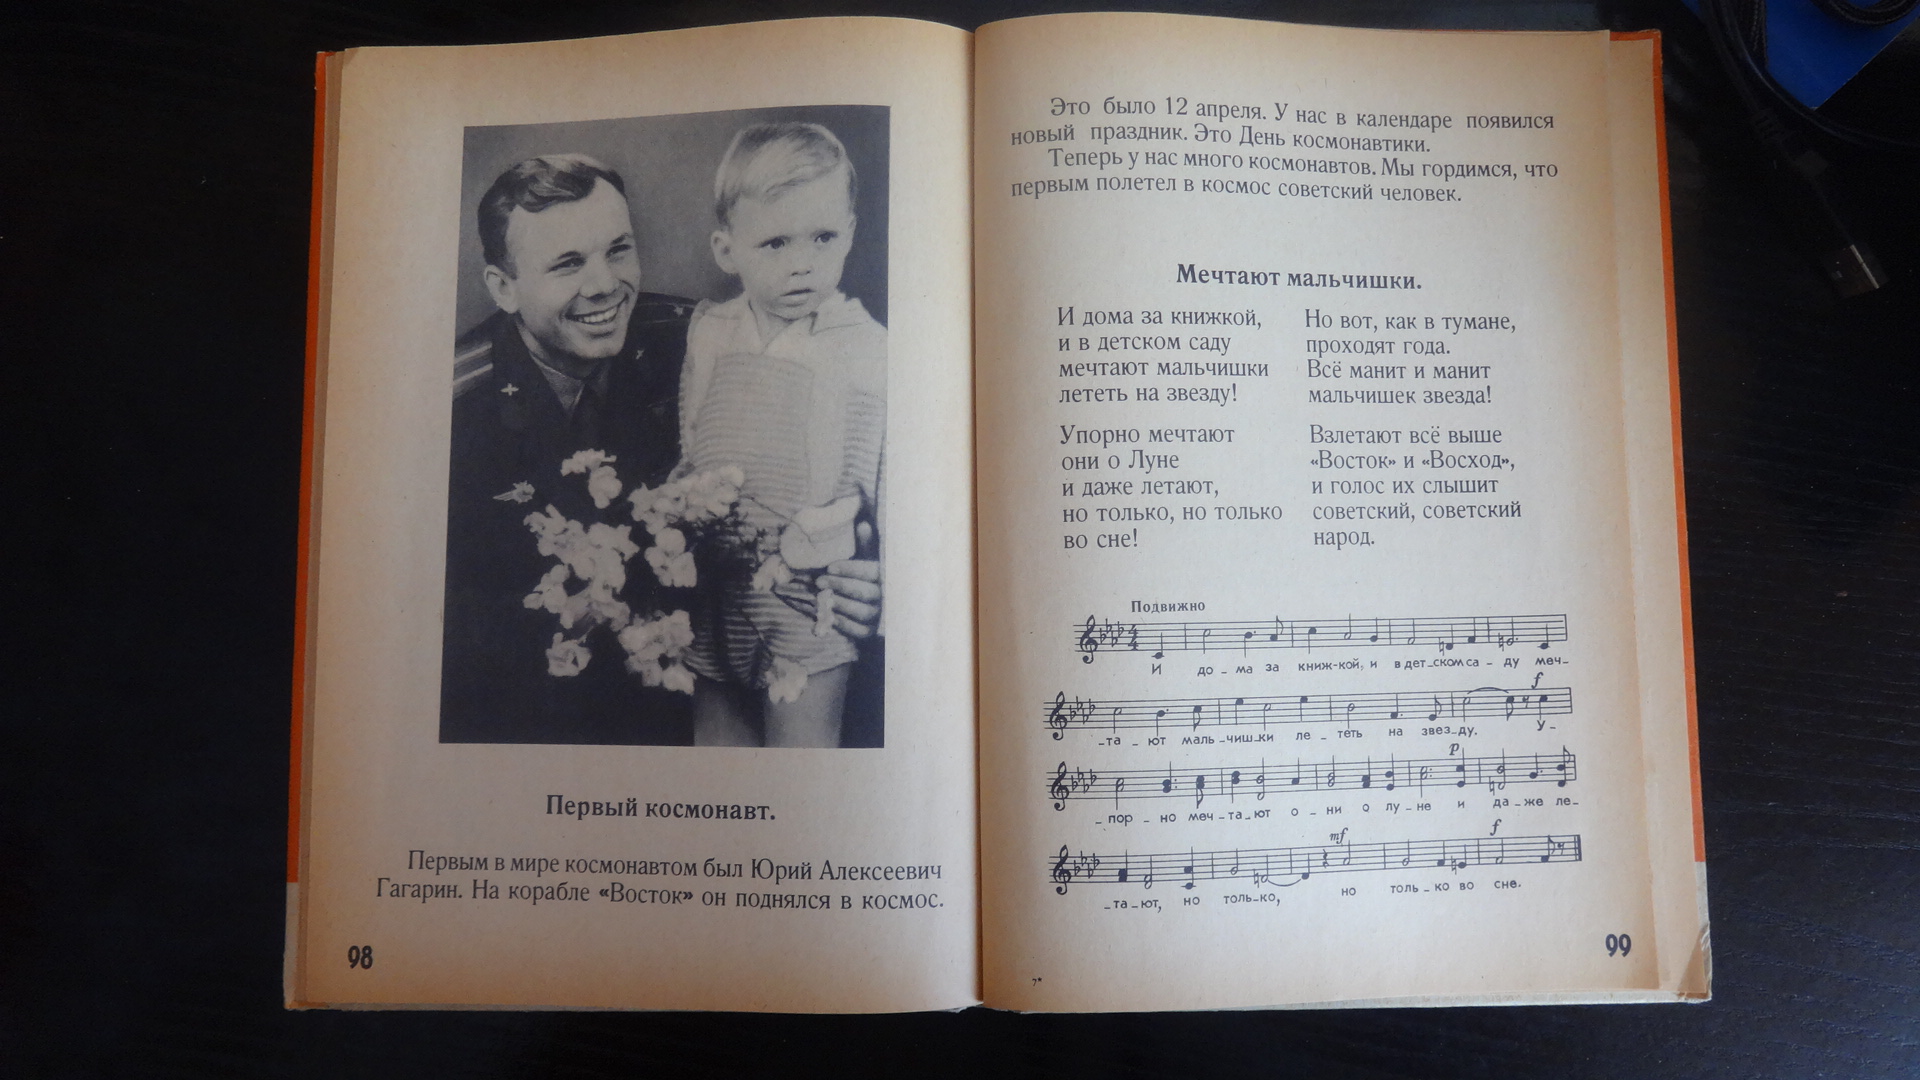 Первый космонавт.
Первым в мире космонавтом был Юрий Алексеевич
Гагарин. На корабле «Восток» он поднялся в космос.
98
Это было 12 апреля. У нас в календаре появился
новый праздник. Это День космонавтики.
Теперь у нас много космонавтов. Мы гордимся, что
первым полетел в космос советский человек.
Мечтают мальчишки.
И дома за книжкой,
и в детском саду
мечтают мальчишки
лететь на звезду!
Упорно мечтают
они о Луне
и даже летают,
но только, но только
во сне!
Но вот, как в тумане,
проходят года.
Всё манит и манит
мальчишек звезда!
Взлетают всё выше
«Восток» и «Восход»,
и голос их слышит
советский, советский
народ.
Подвижно
4
4
И до - ма за книж-кой, и в дет-ском са - ду меч-
f
-та - ют маль-чиш-ки ле - теть на звез-ду. У-
p
-пор - но меч-та-ют о - ни о лу-не и да-же ле-
mf f
-та-ют, но толь-ко, но толь-ко во сне.
7*
99